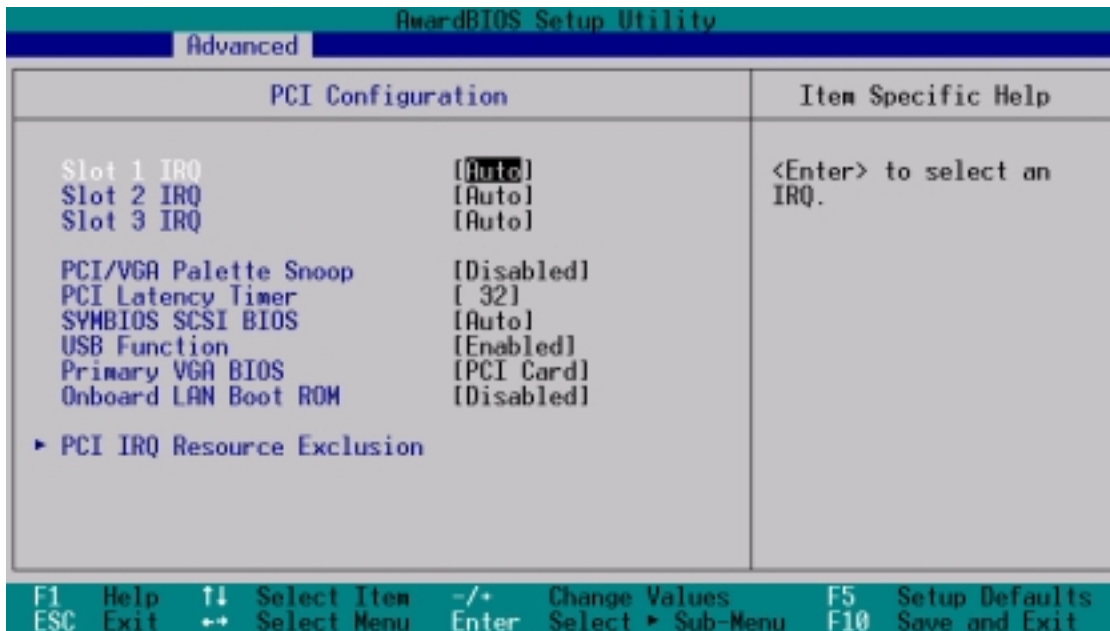 AwardBIOS Setup Utility
Advanced
PCI Configuration
Item Specific Help
Slot 1 IRQ [Auto]
Slot 2 IRQ [Auto]
Slot 3 IRQ [Auto]
PCI/VGA Palette Snoop [Disabled]
PCI Latency Timer [ 32]
SYMBIOS SCSI BIOS [Auto]
USB Function [Enabled]
Primary VGA BIOS [PCI Card]
Onboard LAN Boot ROM [Disabled]
▸ PCI IRQ Resource Exclusion
<Enter> to select an
IRQ.
F1 Help ↑↓ Select Item -/+ Change Values F5 Setup Defaults
ESC Exit ←→ Select Menu Enter Select ▸ Sub-Menu F10 Save and Exit